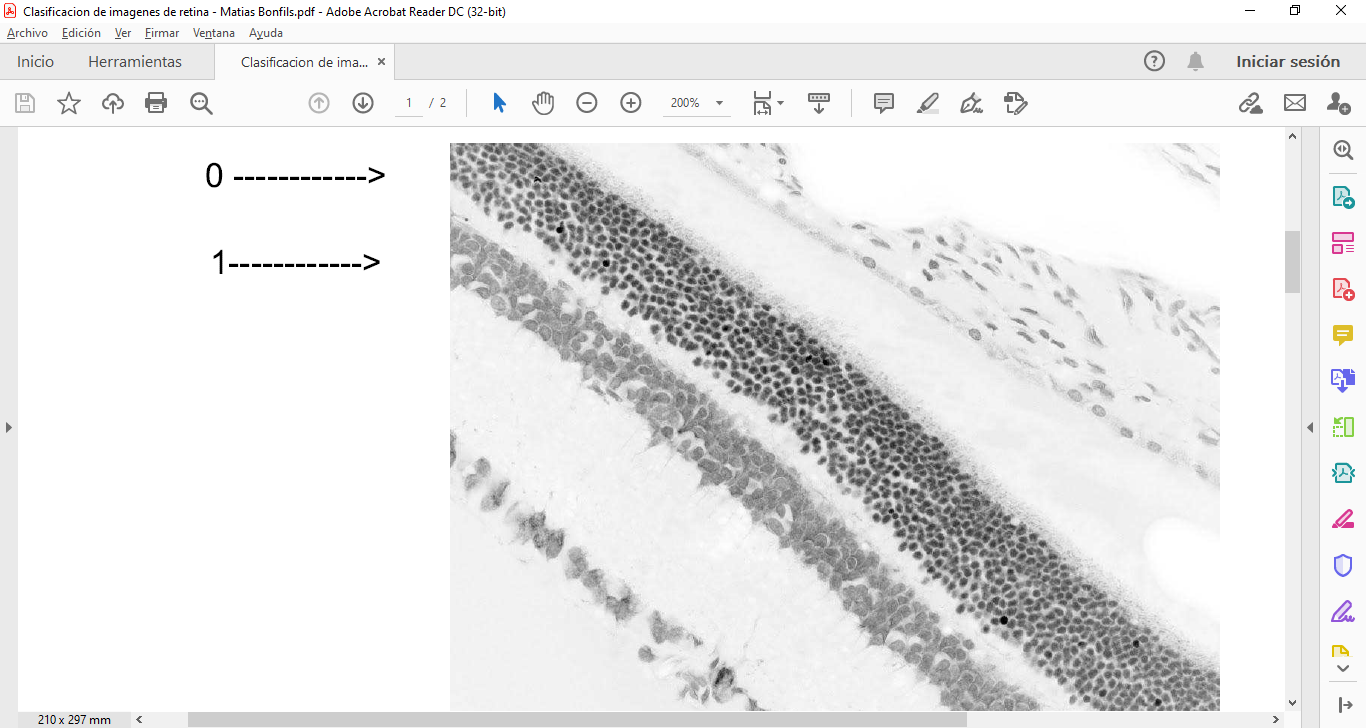 Clasificacion de imagenes de retina - Matias Bonfils.pdf - Adobe Acrobat Reader DC (32-bit)
Archivo Edición Ver Firmar Ventana Ayuda
Inicio Herramientas Clasificacion de ima... × Iniciar sesión
1 / 2 200%
0 ------------>
1------------>
210 x 297 mm